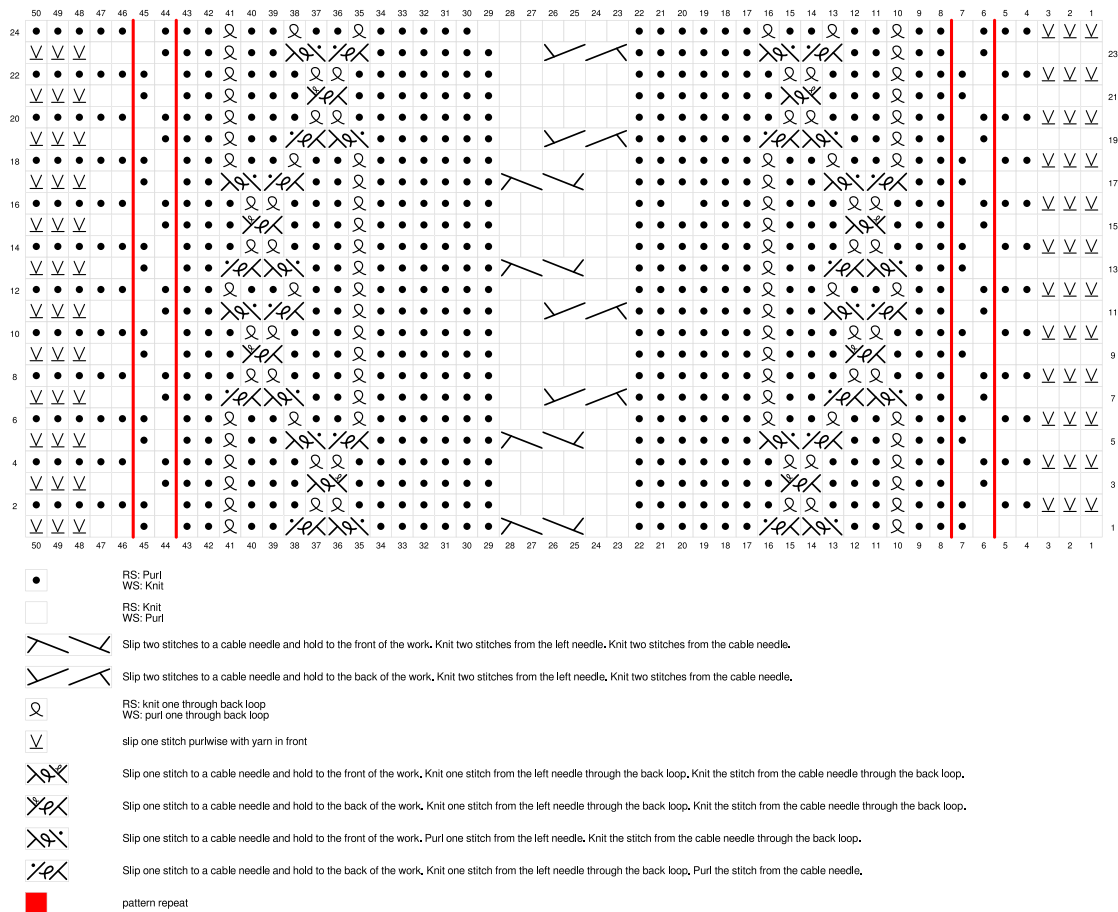 50 49 48 47 46 45 44 43 42 41 40 39 38 37 36 35 34 33 32 31 30 29 28 27 26 25 24 23 22 21 20 19 18 17 16 15 14 13 12 11 10 9 8 7 6 5 4 3 2 1
24
23
22
21
20
19
18
17
16
15
14
13
12
11
10
9
8
7
6
5
4
3
2
1
50 49 48 47 46 45 44 43 42 41 40 39 38 37 36 35 34 33 32 31 30 29 28 27 26 25 24 23 22 21 20 19 18 17 16 15 14 13 12 11 10 9 8 7 6 5 4 3 2 1
RS: Purl
WS: Knit
RS: Knit
WS: Purl
Slip two stitches to a cable needle and hold to the front of the work. Knit two stitches from the left needle. Knit two stitches from the cable needle.
Slip two stitches to a cable needle and hold to the back of the work. Knit two stitches from the left needle. Knit two stitches from the cable needle.
RS: knit one through back loop
WS: purl one through back loop
slip one stitch purlwise with yarn in front
Slip one stitch to a cable needle and hold to the front of the work. Knit one stitch from the left needle through the back loop. Knit the stitch from the cable needle through the back loop.
Slip one stitch to a cable needle and hold to the back of the work. Knit one stitch from the left needle through the back loop. Knit the stitch from the cable needle through the back loop.
Slip one stitch to a cable needle and hold to the front of the work. Purl one stitch from the left needle. Knit the stitch from the cable needle through the back loop.
Slip one stitch to a cable needle and hold to the back of the work. Knit one stitch from the left needle through the back loop. Purl the stitch from the cable needle.
pattern repeat